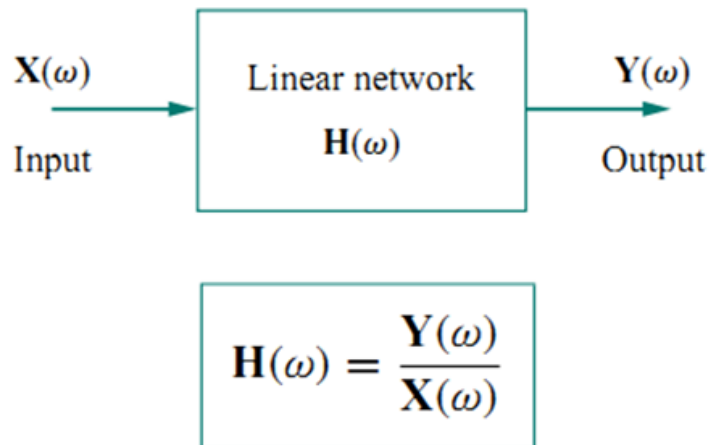 X(ω)
Linear network
Y(ω)
H(ω)
Input
Output
H(ω) = Y(ω) / X(ω)